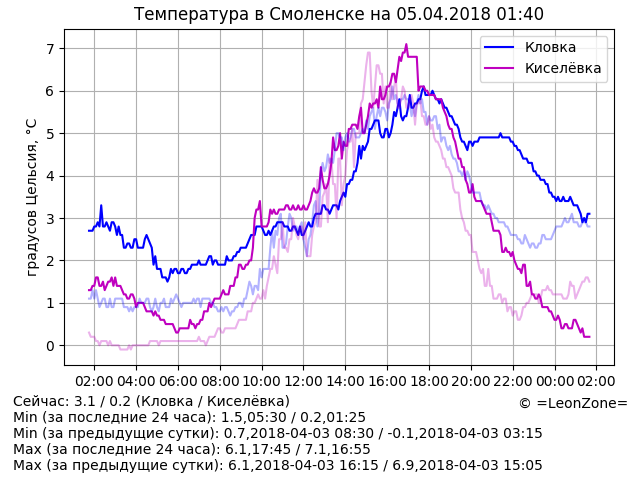 Температура в Смоленске на 05.04.2018 01:40
Кловка
Киселёвка
градусов Цельсия, °C
7
6
5
4
3
2
1
0
02:00 04:00 06:00 08:00 10:00 12:00 14:00 16:00 18:00 20:00 22:00 00:00 02:00
Сейчас: 3.1 / 0.2 (Кловка / Киселёвка)
© =LeonZone=
Min (за последние 24 часа): 1.5,05:30 / 0.2,01:25
Min (за предыдущие сутки): 0.7,2018-04-03 08:30 / -0.1,2018-04-03 03:15
Max (за последние 24 часа): 6.1,17:45 / 7.1,16:55
Max (за предыдущие сутки): 6.1,2018-04-03 16:15 / 6.9,2018-04-03 15:05